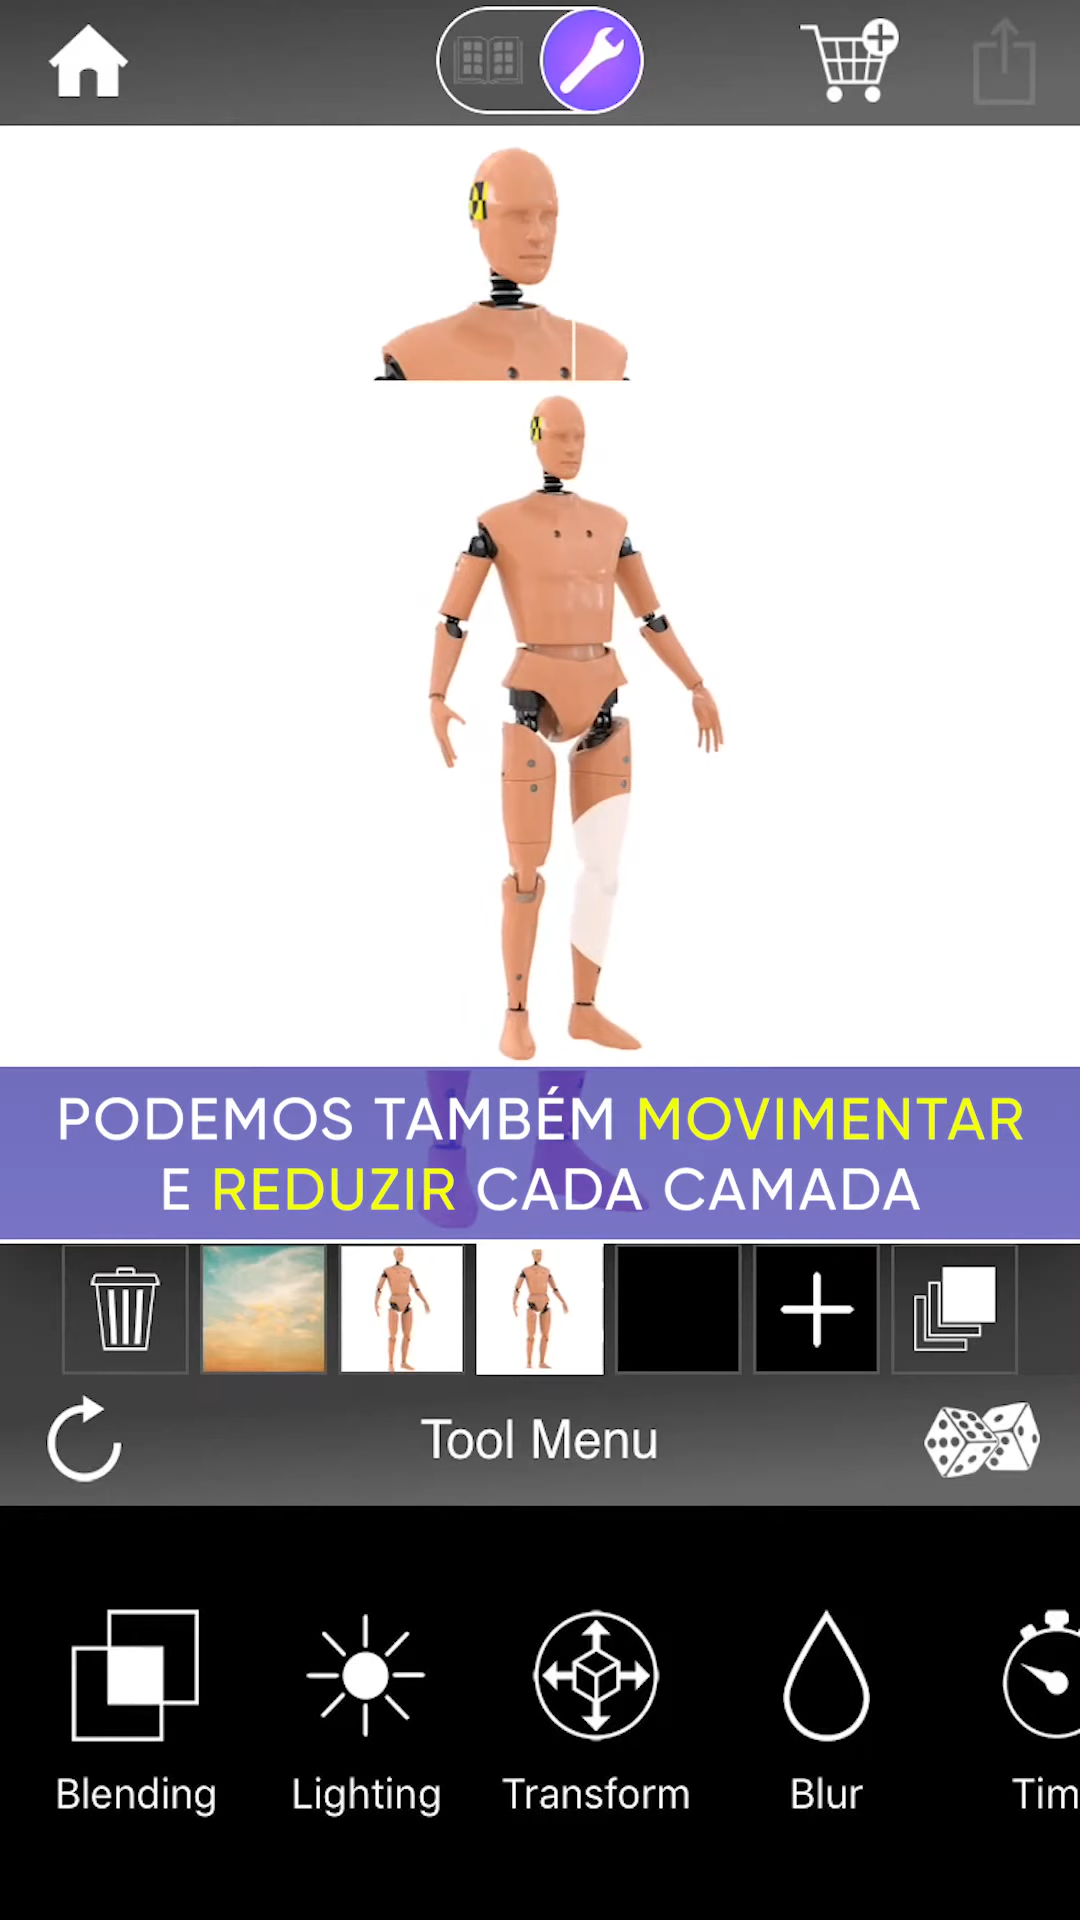 PODEMOS TAMBÉM MOVIMENTAR
E REDUZIR CADA CAMADA
Tool Menu
Blending
Lighting
Transform
Blur
Tim